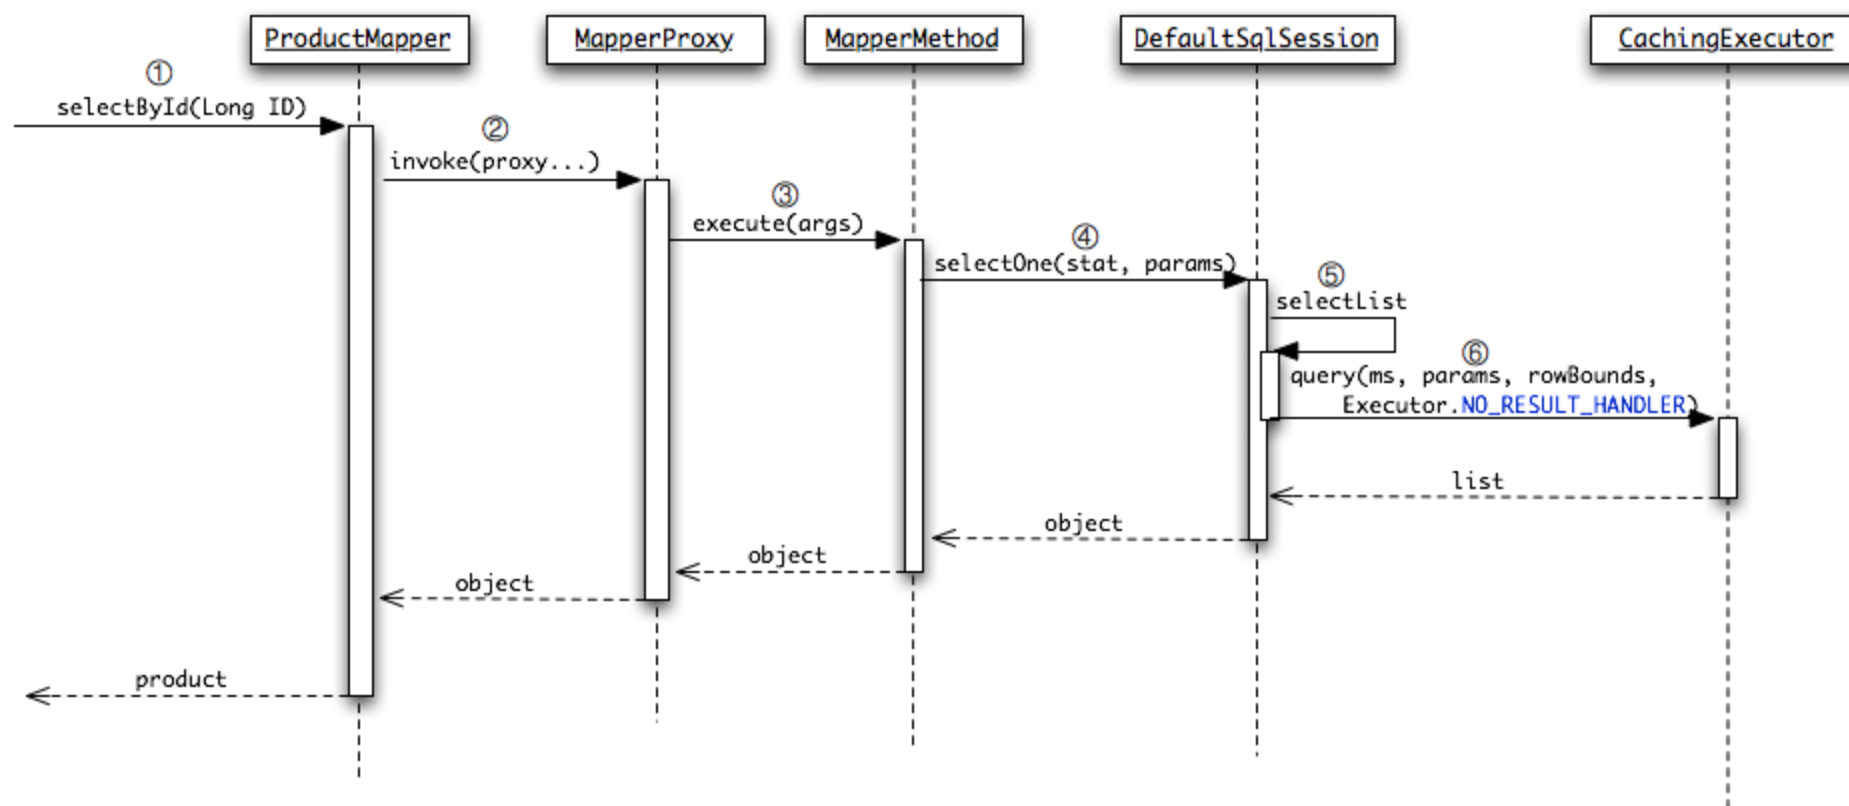 ProductMapper
MapperProxy
MapperMethod
DefaultSqlSession
CachingExecutor
①
selectById(Long ID)
②
invoke(proxy...)
③
execute(args)
④
selectOne(stat, params)
⑤
selectList
⑥
query(ms, params, rowBounds,
Executor.NO_RESULT_HANDLER)
list
object
object
object
product